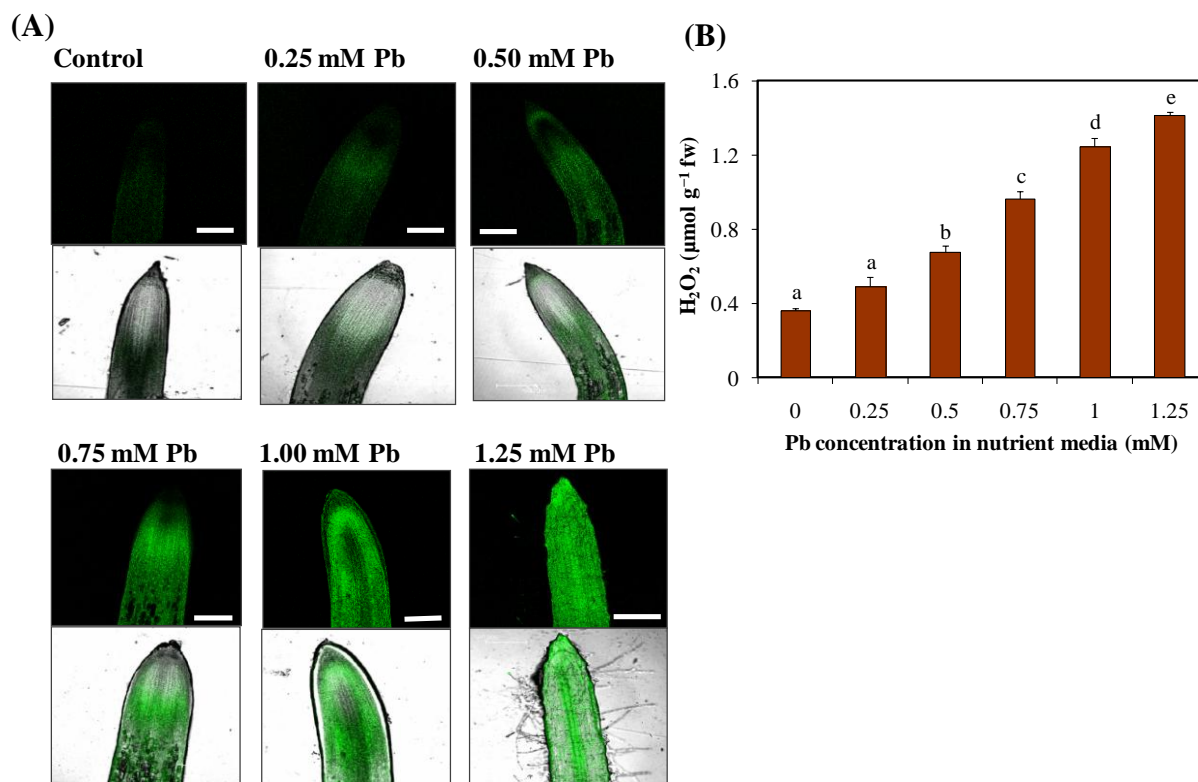 (A)
Control
0.25 mM Pb
0.50 mM Pb
0.75 mM Pb
1.00 mM Pb
1.25 mM Pb
(B)
H₂O₂ (µmol g⁻¹ fw)
1.6
1.2
0.8
0.4
0
a
a
b
c
d
e
0 0.25 0.5 0.75 1 1.25
Pb concentration in nutrient media (mM)